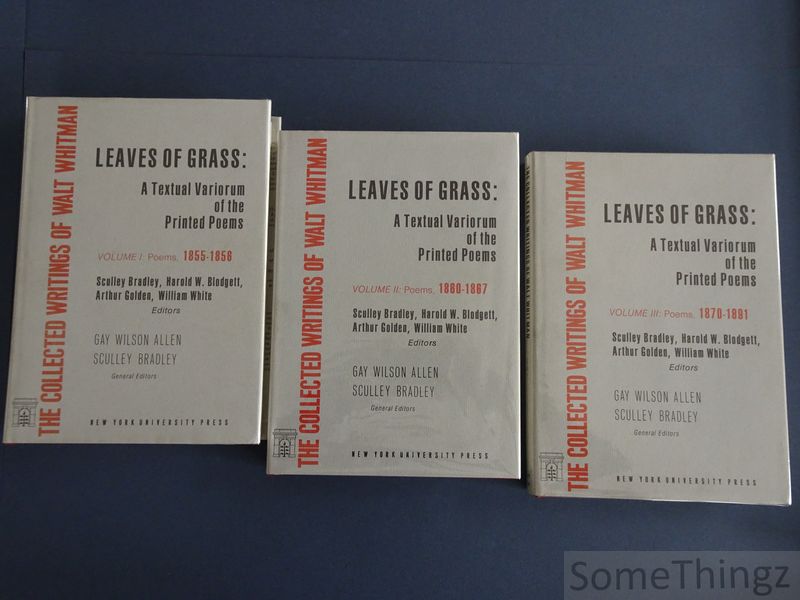 THE COLLECTED WRITINGS OF WALT WHITMAN
LEAVES OF GRASS:
A Textual Variorum
of the
Printed Poems
VOLUME I: Poems, 1855-1856
Sculley Bradley, Harold W. Blodgett,
Arthur Golden, William White
Editors
GAY WILSON ALLEN
SCULLEY BRADLEY
General Editors
NEW YORK UNIVERSITY PRESS
THE COLLECTED WRITINGS OF WALT WHITMAN
LEAVES OF GRASS:
A Textual Variorum
of the
Printed Poems
VOLUME II: Poems, 1860-1867
Sculley Bradley, Harold W. Blodgett,
Arthur Golden, William White
Editors
GAY WILSON ALLEN
SCULLEY BRADLEY
General Editors
NEW YORK UNIVERSITY PRESS
THE COLLECTED WRITINGS OF WALT WHITMAN
THE COLLECTED WRITINGS OF WALT WHITMAN
LEAVES OF GRASS:
A Textual Variorum
of the
Printed Poems
VOLUME III: Poems, 1870-1891
Sculley Bradley, Harold W. Blodgett,
Arthur Golden, William White
Editors
GAY WILSON ALLEN
SCULLEY BRADLEY
General Editors
NEW YORK UNIVERSITY PRESS
SomeThingz